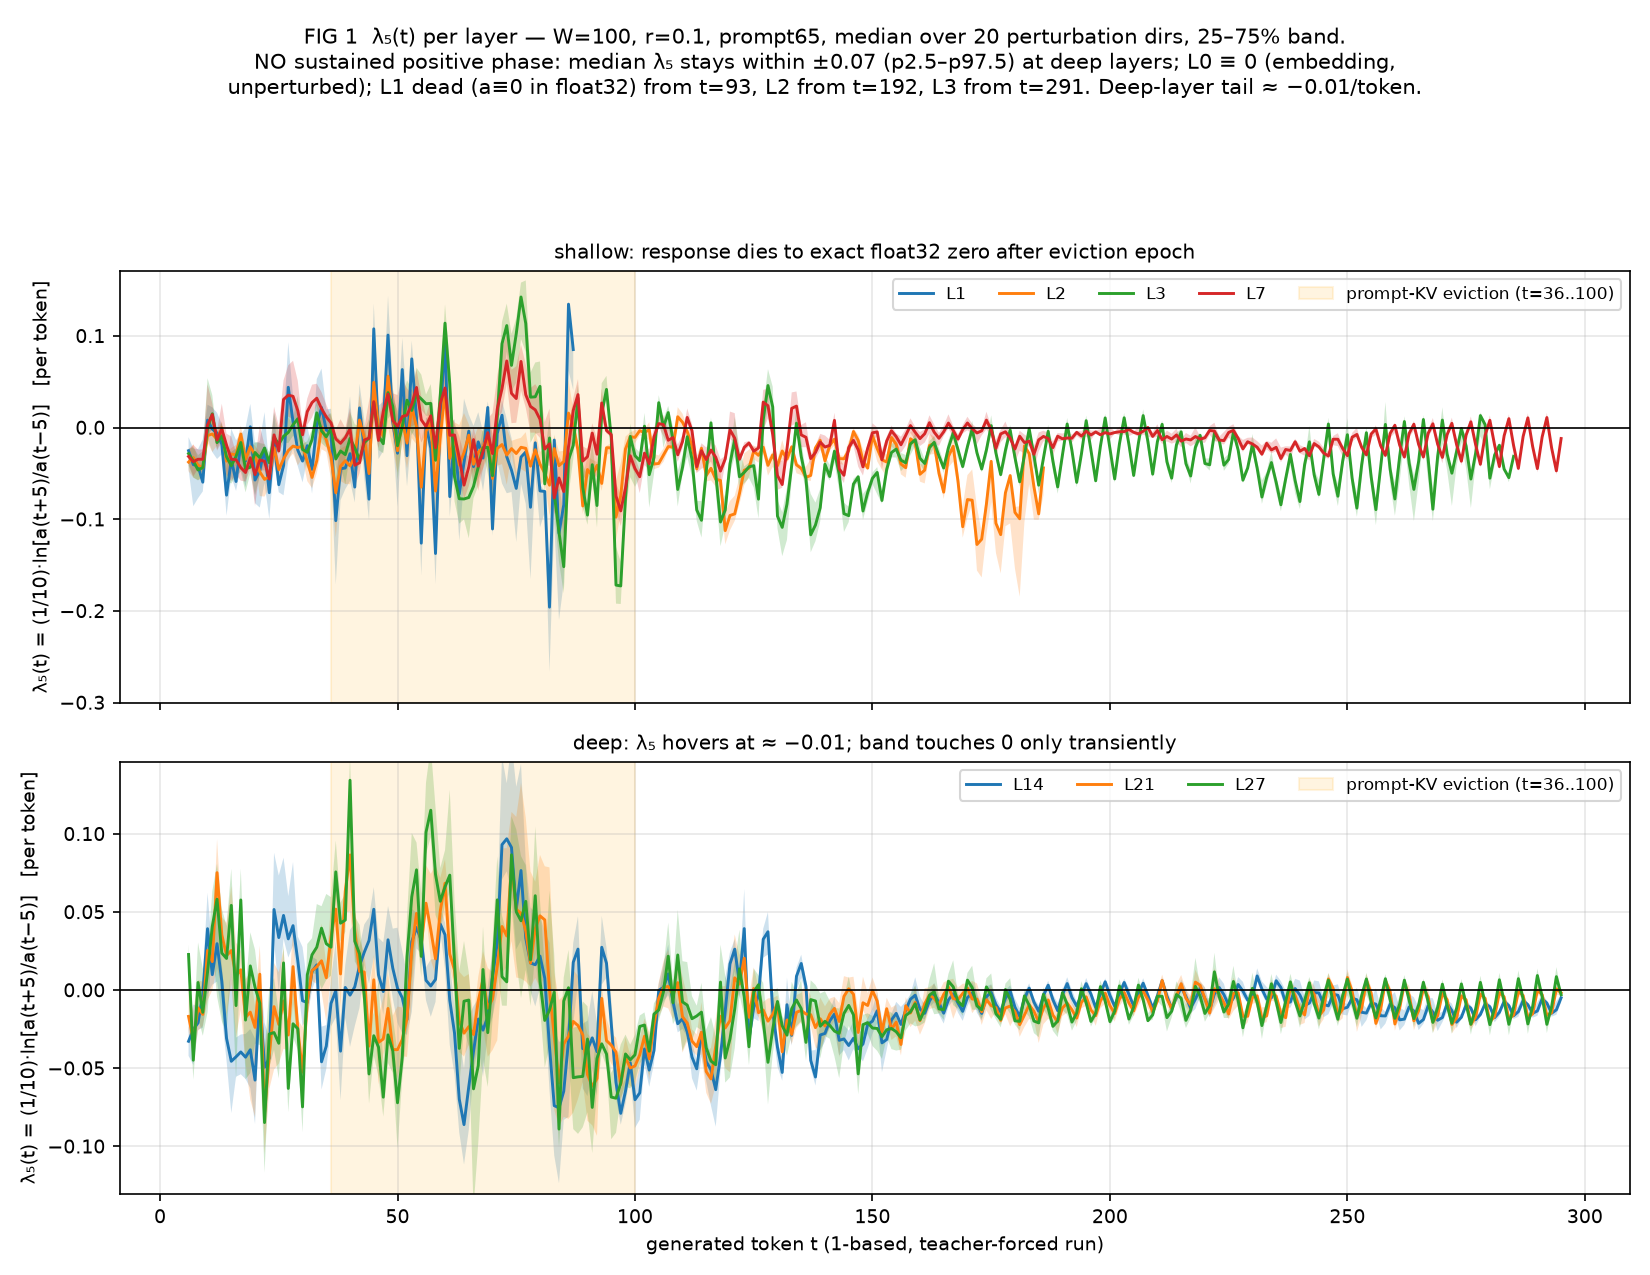 FIG 1  λ₅(t) per layer — W=100, r=0.1, prompt65, median over 20 perturbation dirs, 25–75% band.
NO sustained positive phase: median λ₅ stays within ±0.07 (p2.5–p97.5) at deep layers; L0 ≡ 0 (embedding,
unperturbed); L1 dead (a≡0 in float32) from t=93, L2 from t=192, L3 from t=291. Deep-layer tail ≈ −0.01/token.
shallow: response dies to exact float32 zero after eviction epoch
L1 L2 L3 L7 prompt-KV eviction (t=36..100)
λ₅(t) = (1/10)·ln[a(t+5)/a(t−5)]   [per token]
0.1
0.0
−0.1
−0.2
−0.3
deep: λ₅ hovers at ≈ −0.01; band touches 0 only transiently
L14 L21 L27 prompt-KV eviction (t=36..100)
λ₅(t) = (1/10)·ln[a(t+5)/a(t−5)]   [per token]
0.10
0.05
0.00
−0.05
−0.10
0 50 100 150 200 250 300
generated token t (1-based, teacher-forced run)